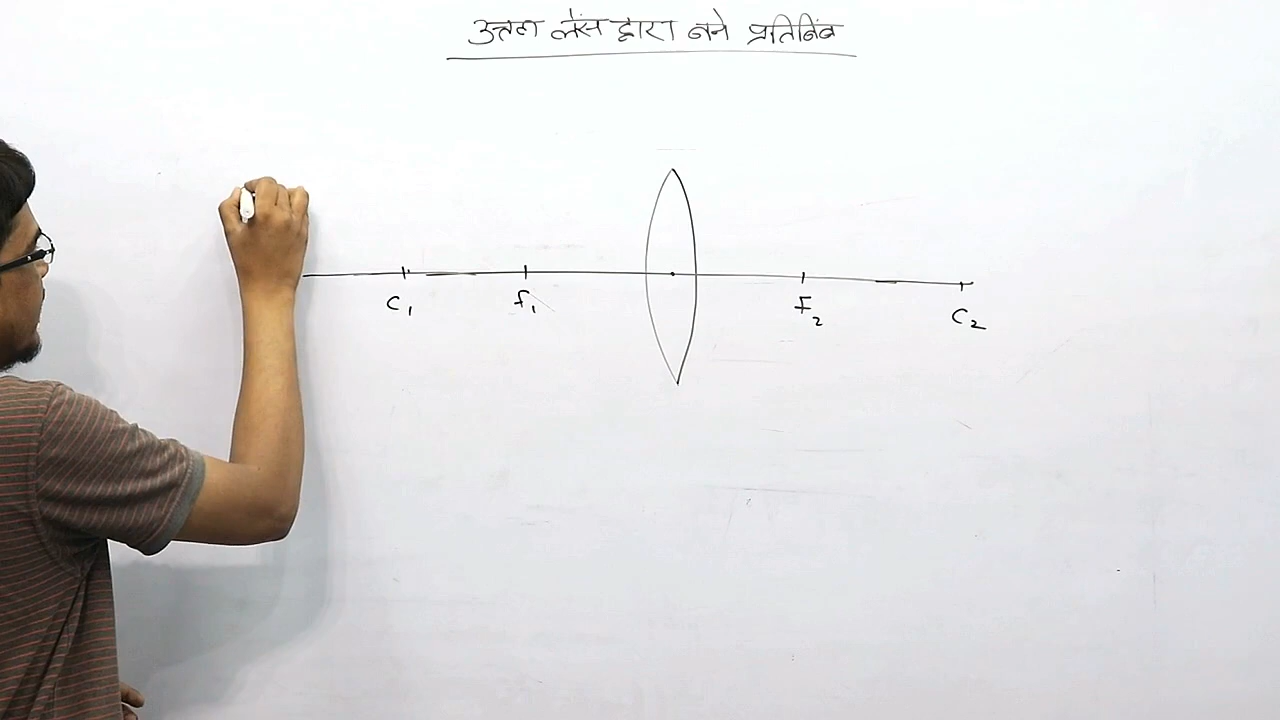 उत्तल लेंस द्वारा बने प्रतिबिंब
C₁ f₁ F₂ C₂